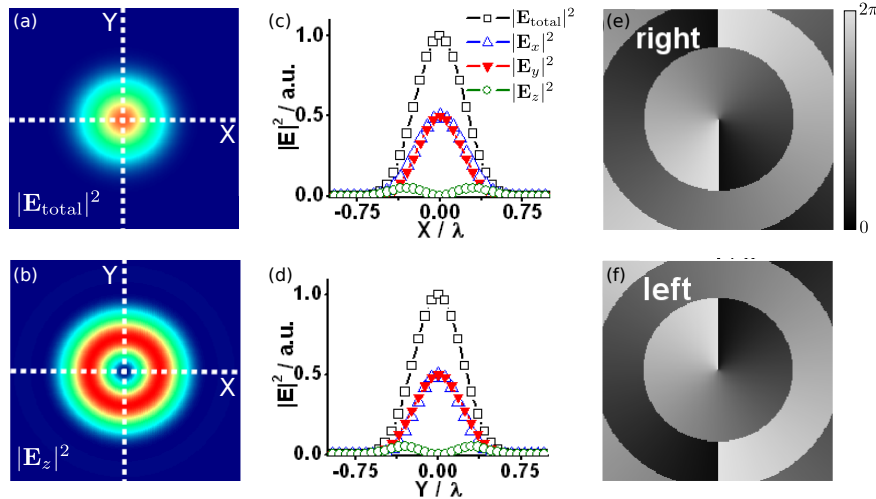 (a)
Y
X
|E_total|²
(b)
Y
X
|E_z|²
(c)
|E_total|²
|E_x|²
|E_y|²
|E_z|²
|E|² / a.u.
1.0
0.5
0.0
-0.75 0.00 0.75
X / λ
(d)
|E|² / a.u.
1.0
0.5
0.0
-0.75 0.00 0.75
Y / λ
(e)
right
2π
0
(f)
left